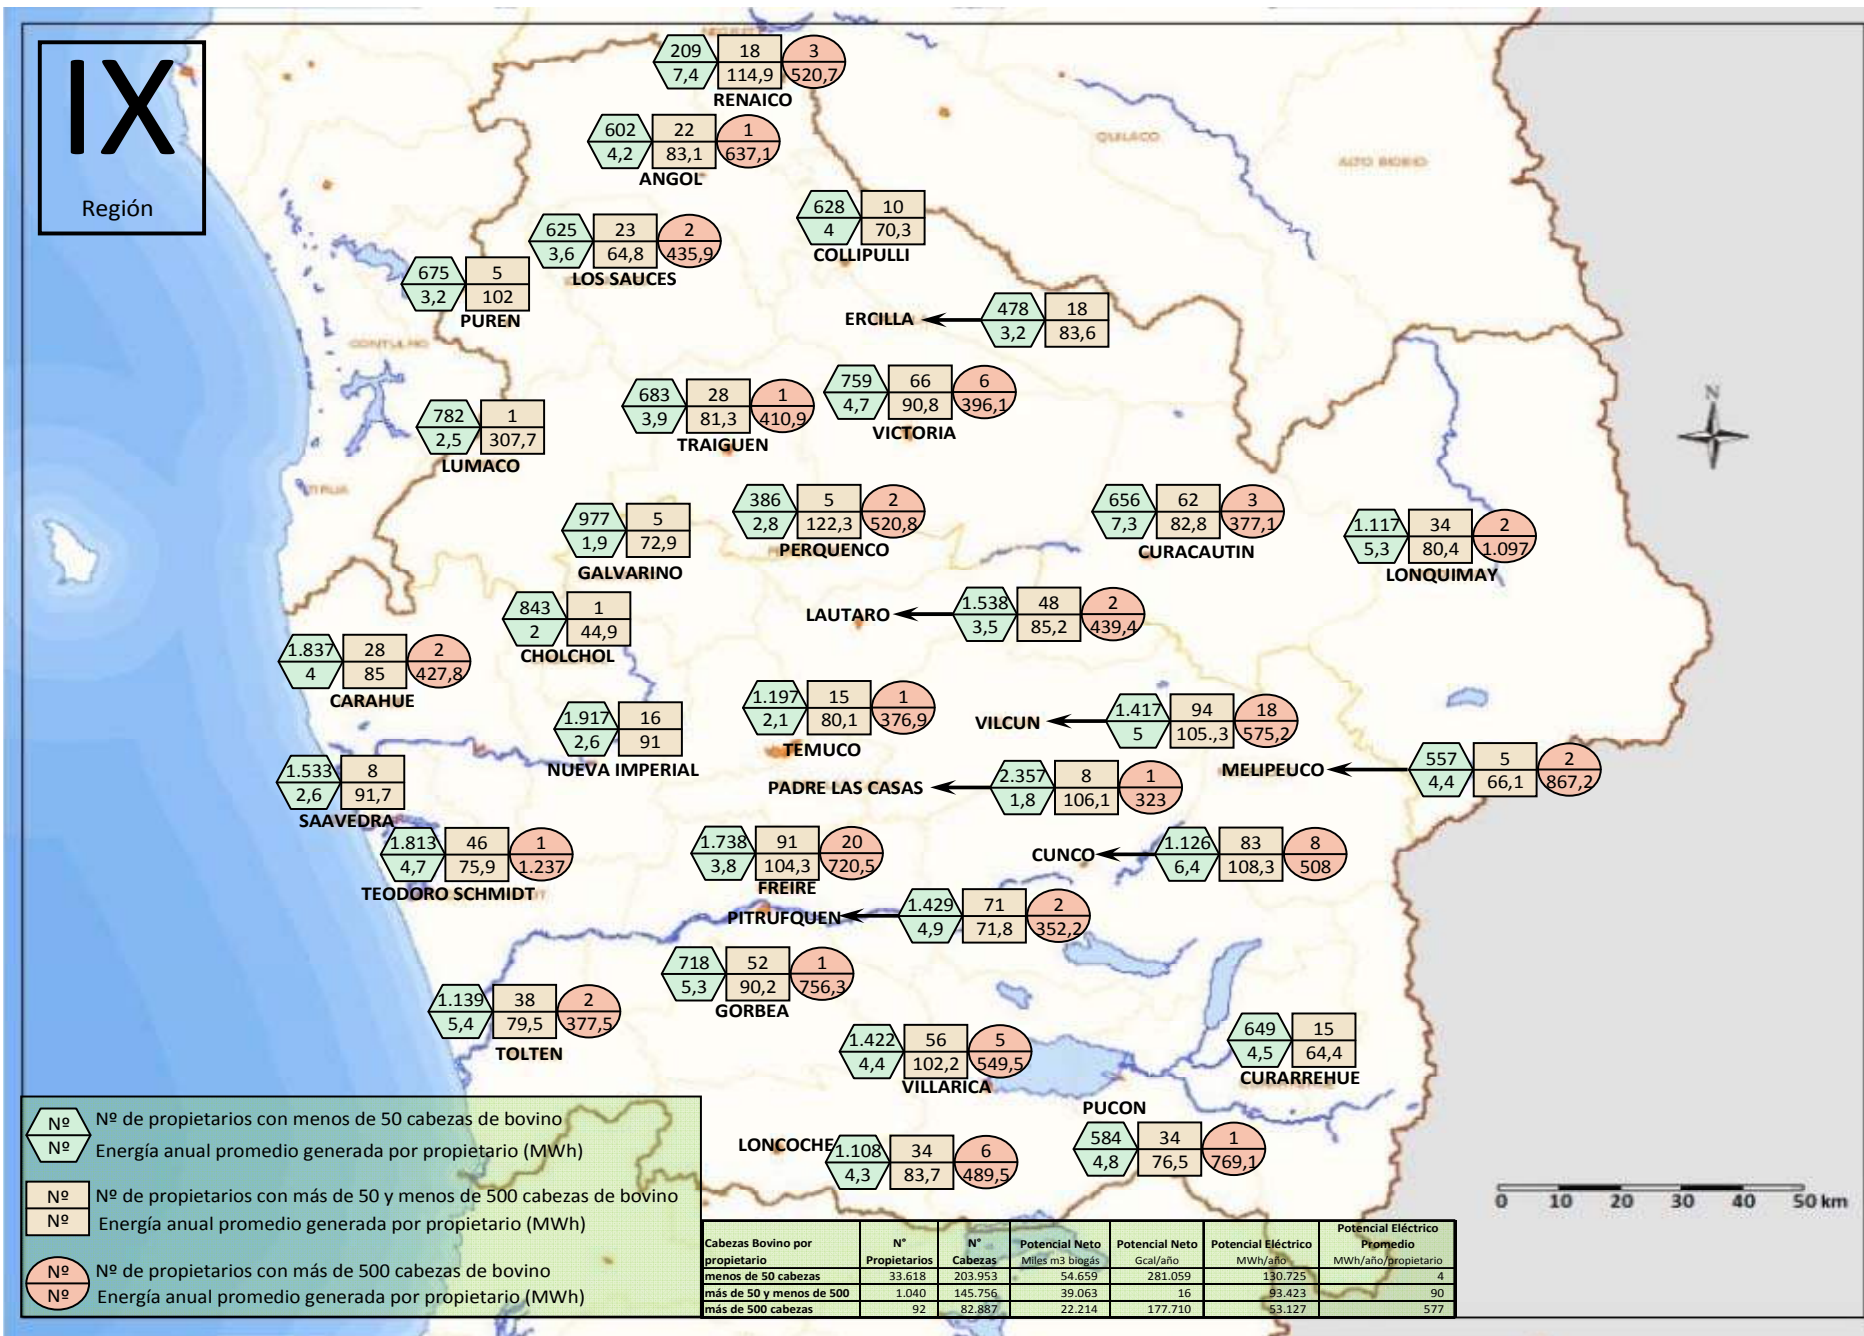 IX
Región
209 18 3
7,4 114,9 520,7
RENAICO
602 22 1
4,2 83,1 637,1
ANGOL
QUILACO
ALTO BIOBIO
628 10
4 70,3
COLLIPULLI
625 23 2
3,6 64,8 435,9
LOS SAUCES
675 5
3,2 102
PUREN
478 18
ERCILLA
3,2 83,6
CONTULMO
759 66 6
4,7 90,8 396,1
VICTORIA
683 28 1
3,9 81,3 410,9
TRAIGUEN
N
782 1
2,5 307,7
LUMACO
TIRUA
386 5 2
2,8 122,3 520,8
PERQUENCO
656 62 3
7,3 82,8 377,1
CURACAUTIN
977 5
1,9 72,9
GALVARINO
1.117 34 2
5,3 80,4 1.097
LONQUIMAY
843 1
2 44,9
CHOLCHOL
LAUTARO
1.538 48 2
3,5 85,2 439,4
1.837 28 2
4 85 427,8
CARAHUE
1.197 15 1
2,1 80,1 376,9
TEMUCO
1.917 16
2,6 91
NUEVA IMPERIAL
VILCUN
1.417 94 18
5 105.,3 575,2
MELIPEUCO
557 5 2
4,4 66,1 867,2
1.533 8
2,6 91,7
SAAVEDRA
PADRE LAS CASAS
2.357 8 1
1,8 106,1 323
1.813 46 1
4,7 75,9 1.237
TEODORO SCHMIDT
1.738 91 20
3,8 104,3 720,5
FREIRE
CUNCO
1.126 83 8
6,4 108,3 508
PITRUFQUEN
1.429 71 2
4,9 71,8 352,2
718 52 1
5,3 90,2 756,3
GORBEA
1.139 38 2
5,4 79,5 377,5
TOLTEN
1.422 56 5
4,4 102,2 549,5
VILLARICA
649 15
4,5 64,4
CURARREHUE
PUCON
584 34 1
4,8 76,5 769,1
LONCOCHE
1.108 34 6
4,3 83,7 489,5
0 10 20 30 40 50 km
Nº Nº de propietarios con menos de 50 cabezas de bovino
Nº Energía anual promedio generada por propietario (MWh)
Nº Nº de propietarios con más de 50 y menos de 500 cabezas de bovino
Nº Energía anual promedio generada por propietario (MWh)
Nº Nº de propietarios con más de 500 cabezas de bovino
Nº Energía anual promedio generada por propietario (MWh)
Potencial Eléctrico
Cabezas Bovino por N° N° Potencial Neto Potencial Neto Potencial Eléctrico Promedio
propietario Propietarios Cabezas Miles m3 biogás Gcal/año MWh/año MWh/año/propietario
menos de 50 cabezas 33.618 203.953 54.659 281.059 130.725 4
más de 50 y menos de 500 1.040 145.756 39.063 16 93.423 90
más de 500 cabezas 92 82.887 22.214 177.710 53.127 577